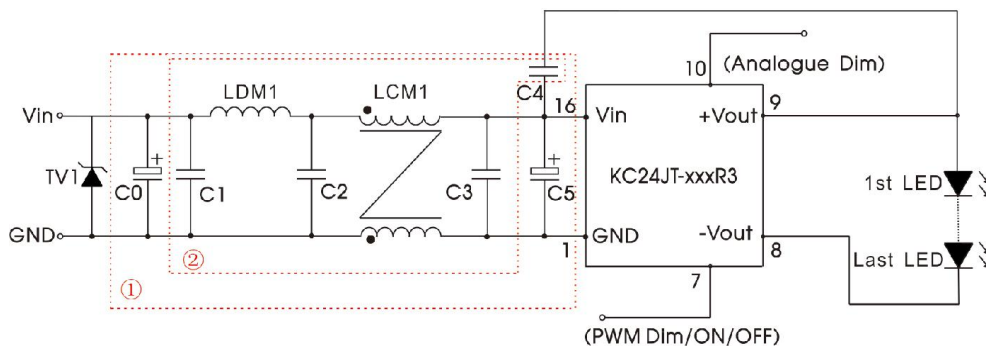 10
(Analogue Dim)
LDM1
LCM1
C4
16
9
Vin
Vin
+Vout
TV1
C0
+
C1
C2
C3
+
C5
KC24JT-xxxR3
1st LED
GND
②
1
GND
-Vout
8
Last LED
①
7
(PWM Dim/ON/OFF)